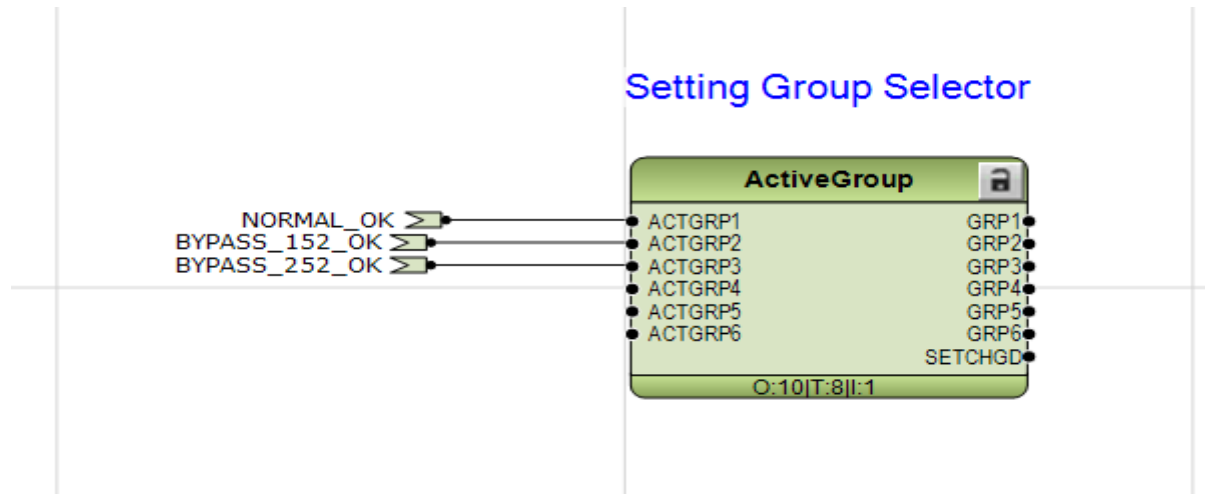 Setting Group Selector
ActiveGroup
NORMAL_OK ACTGRP1 GRP1
BYPASS_152_OK ACTGRP2 GRP2
BYPASS_252_OK ACTGRP3 GRP3
ACTGRP4 GRP4
ACTGRP5 GRP5
ACTGRP6 GRP6
SETCHGD
O:10|T:8|I:1